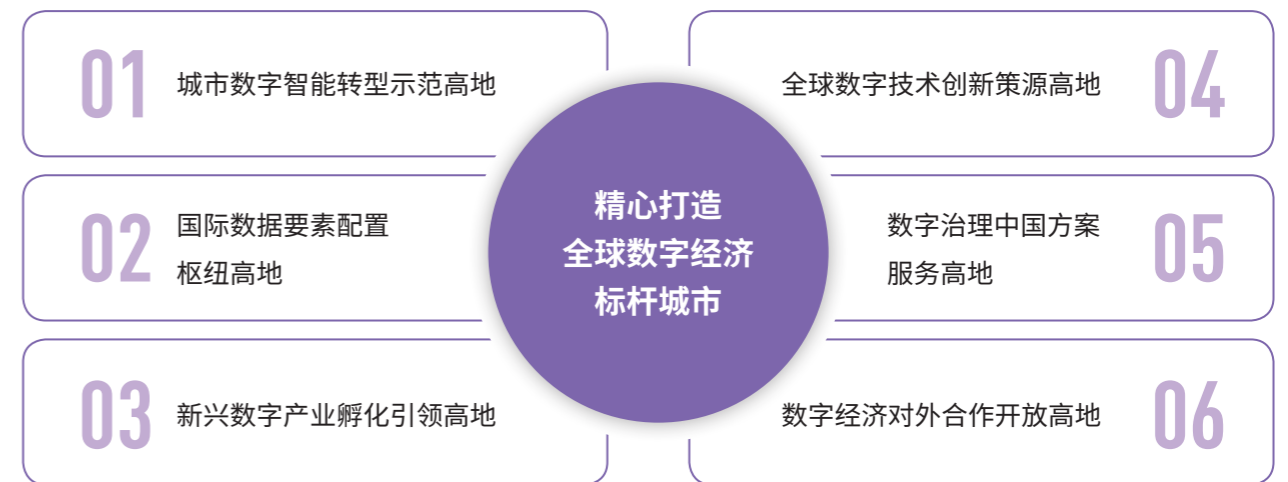 01
城市数字智能转型示范高地
02
国际数据要素配置
枢纽高地
03
新兴数字产业孵化引领高地
精心打造
全球数字经济
标杆城市
全球数字技术创新策源高地
04
数字治理中国方案
服务高地
05
数字经济对外合作开放高地
06